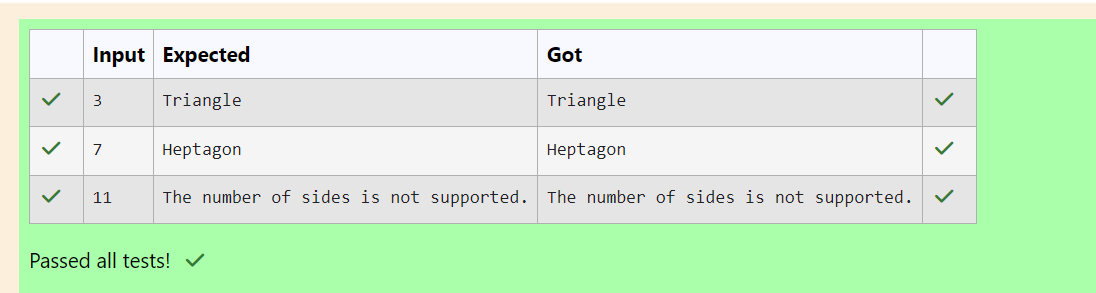 Input Expected Got
3 Triangle Triangle
7 Heptagon Heptagon
11 The number of sides is not supported. The number of sides is not supported.
Passed all tests!